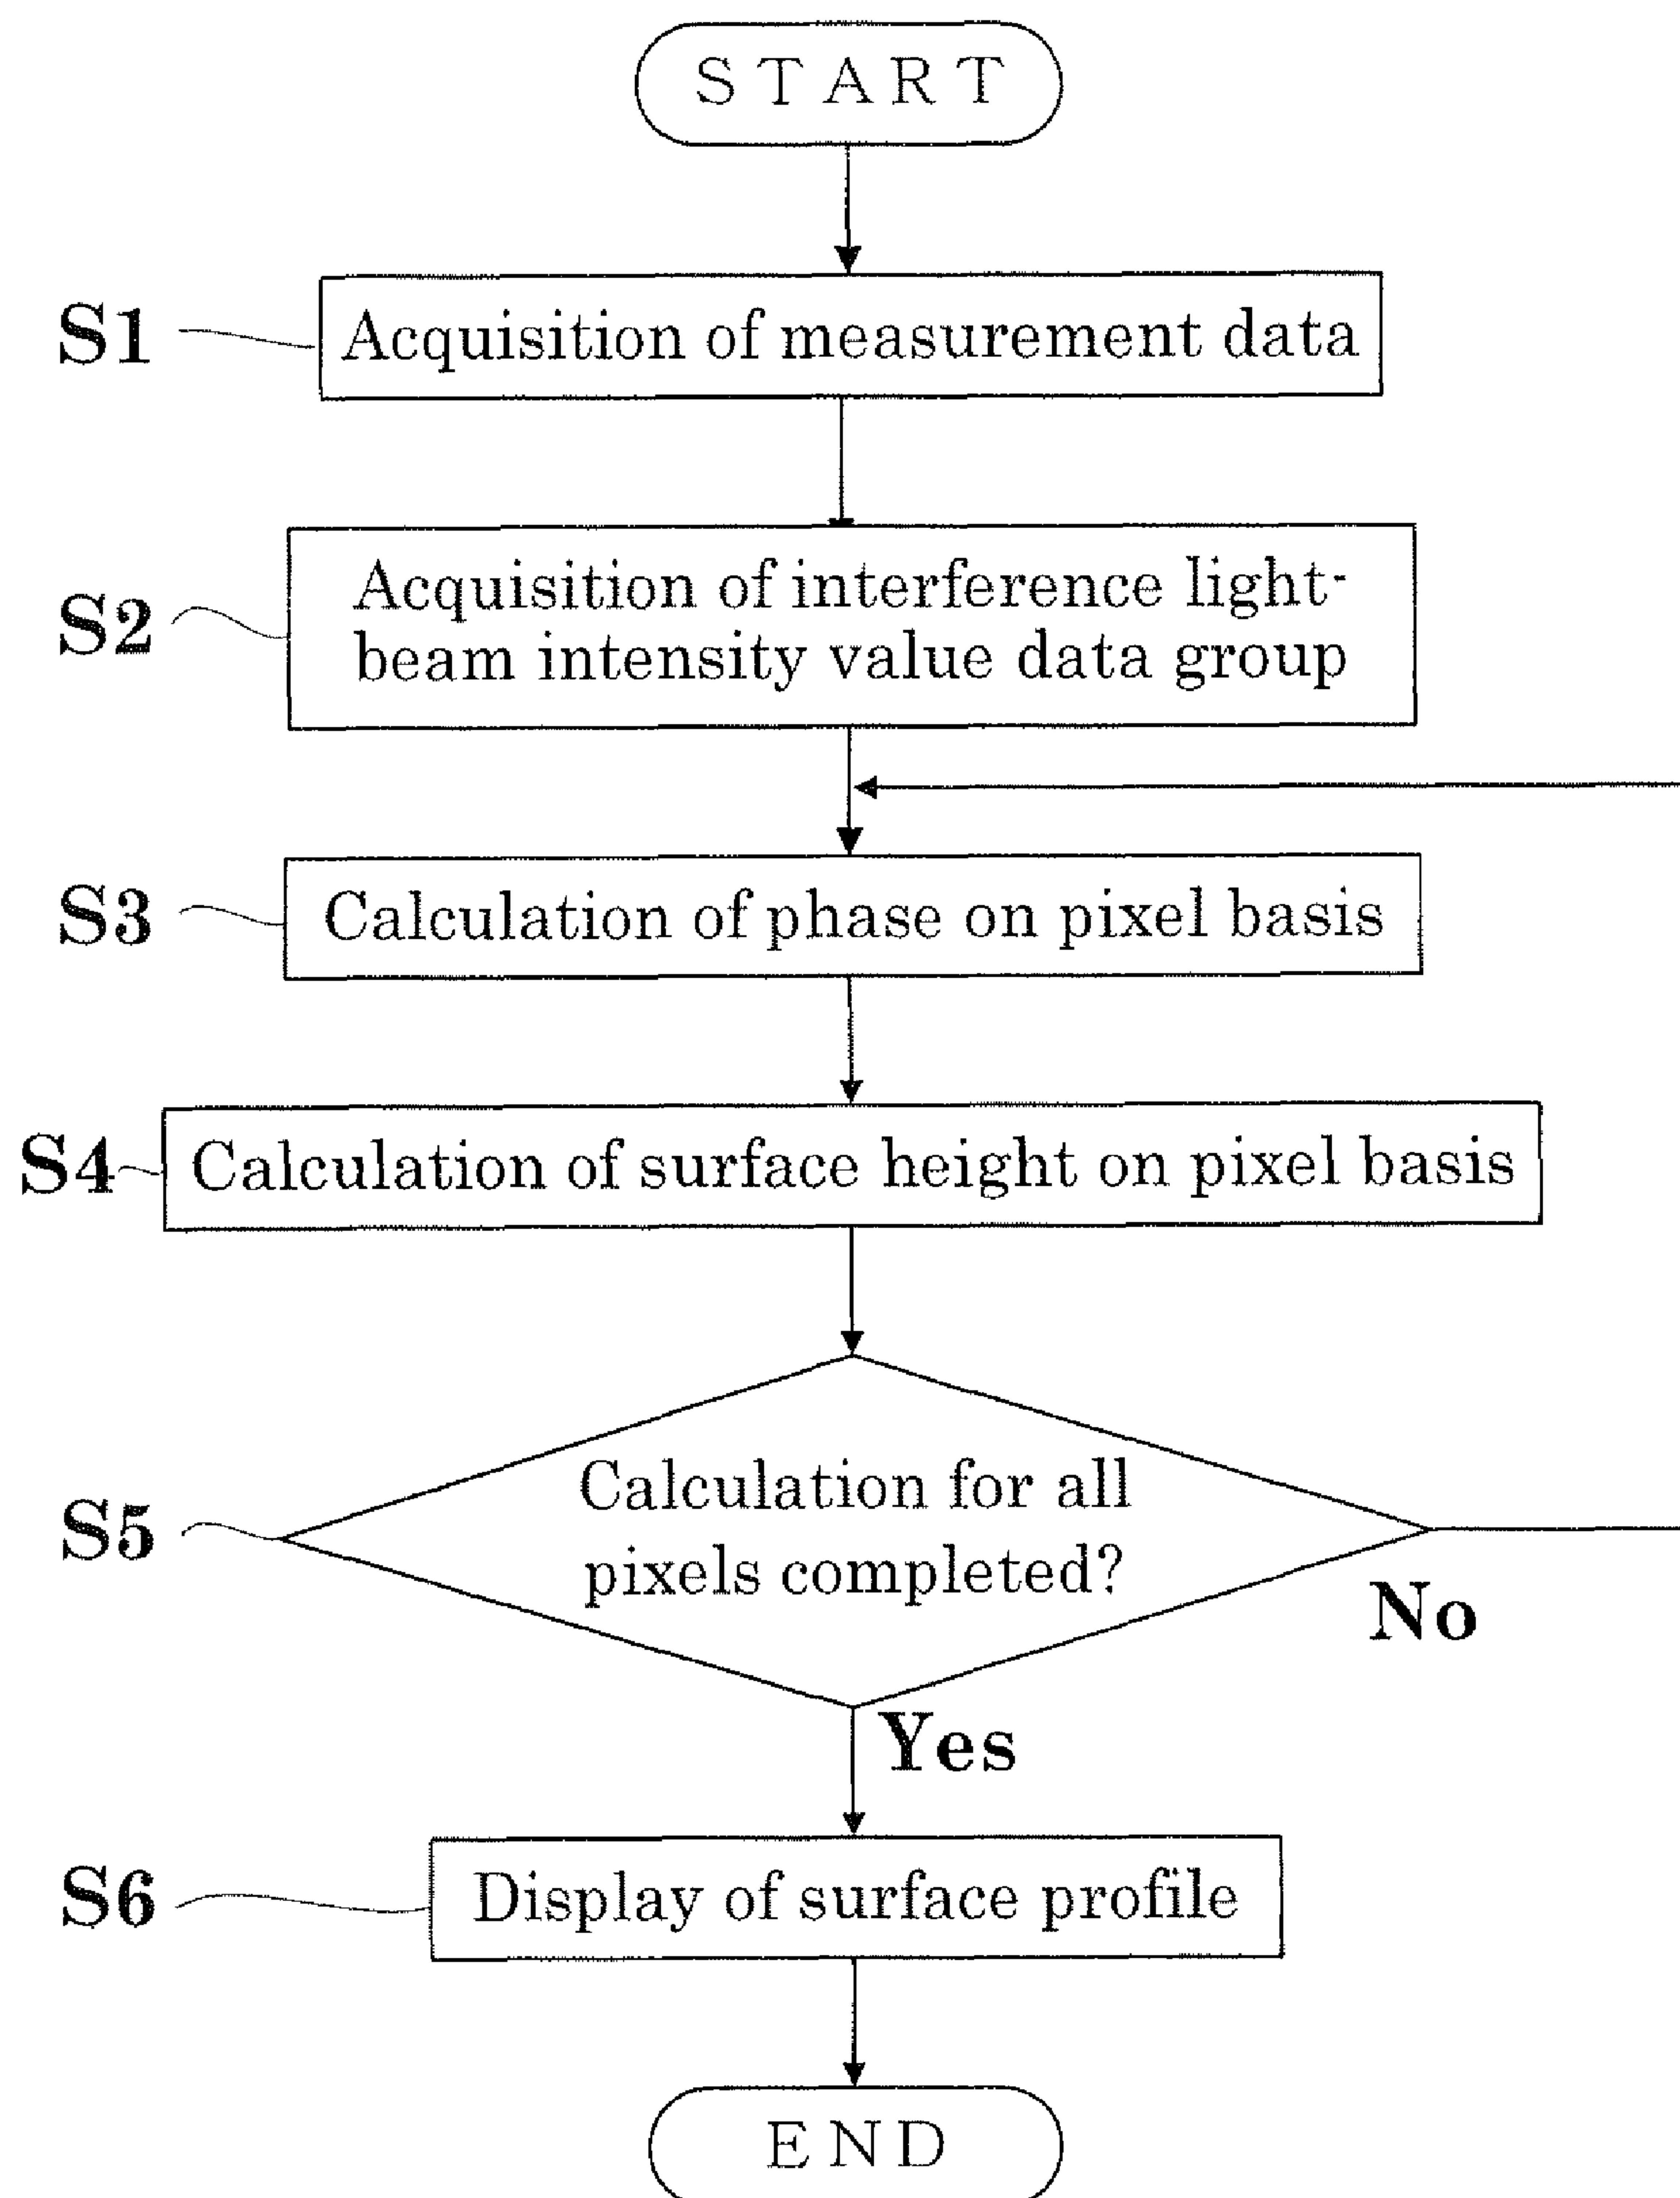 START
S1
Acquisition of measurement data
S2
Acquisition of interference light-
beam intensity value data group
S3
Calculation of phase on pixel basis
S4
Calculation of surface height on pixel basis
S5
Calculation for all
pixels completed?
No
Yes
S6
Display of surface profile
END